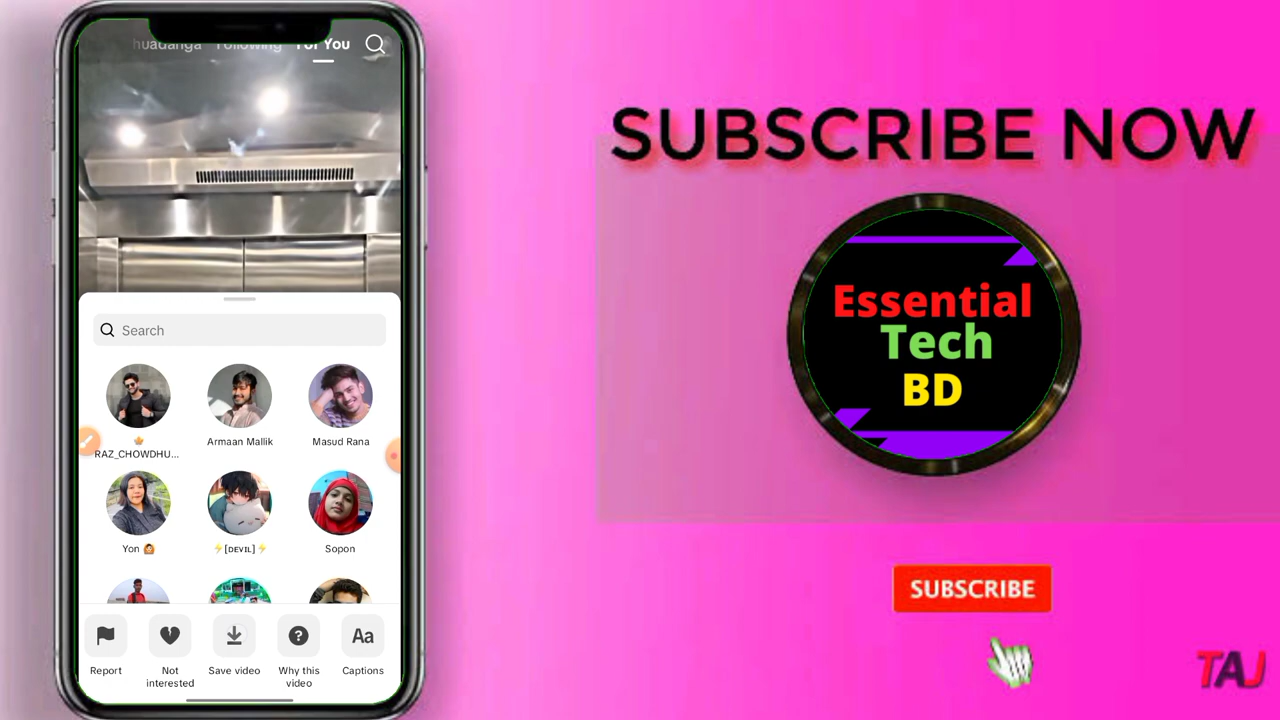 huadanga Following For You
Search
RAZ_CHOWDHU...
Armaan Mallik
Masud Rana
Yon
[DEVIL]
Sopon
Report
Not
interested
Save video
Why this
video
Aa
Captions
SUBSCRIBE NOW
Essential
Tech
BD
SUBSCRIBE
TAJ